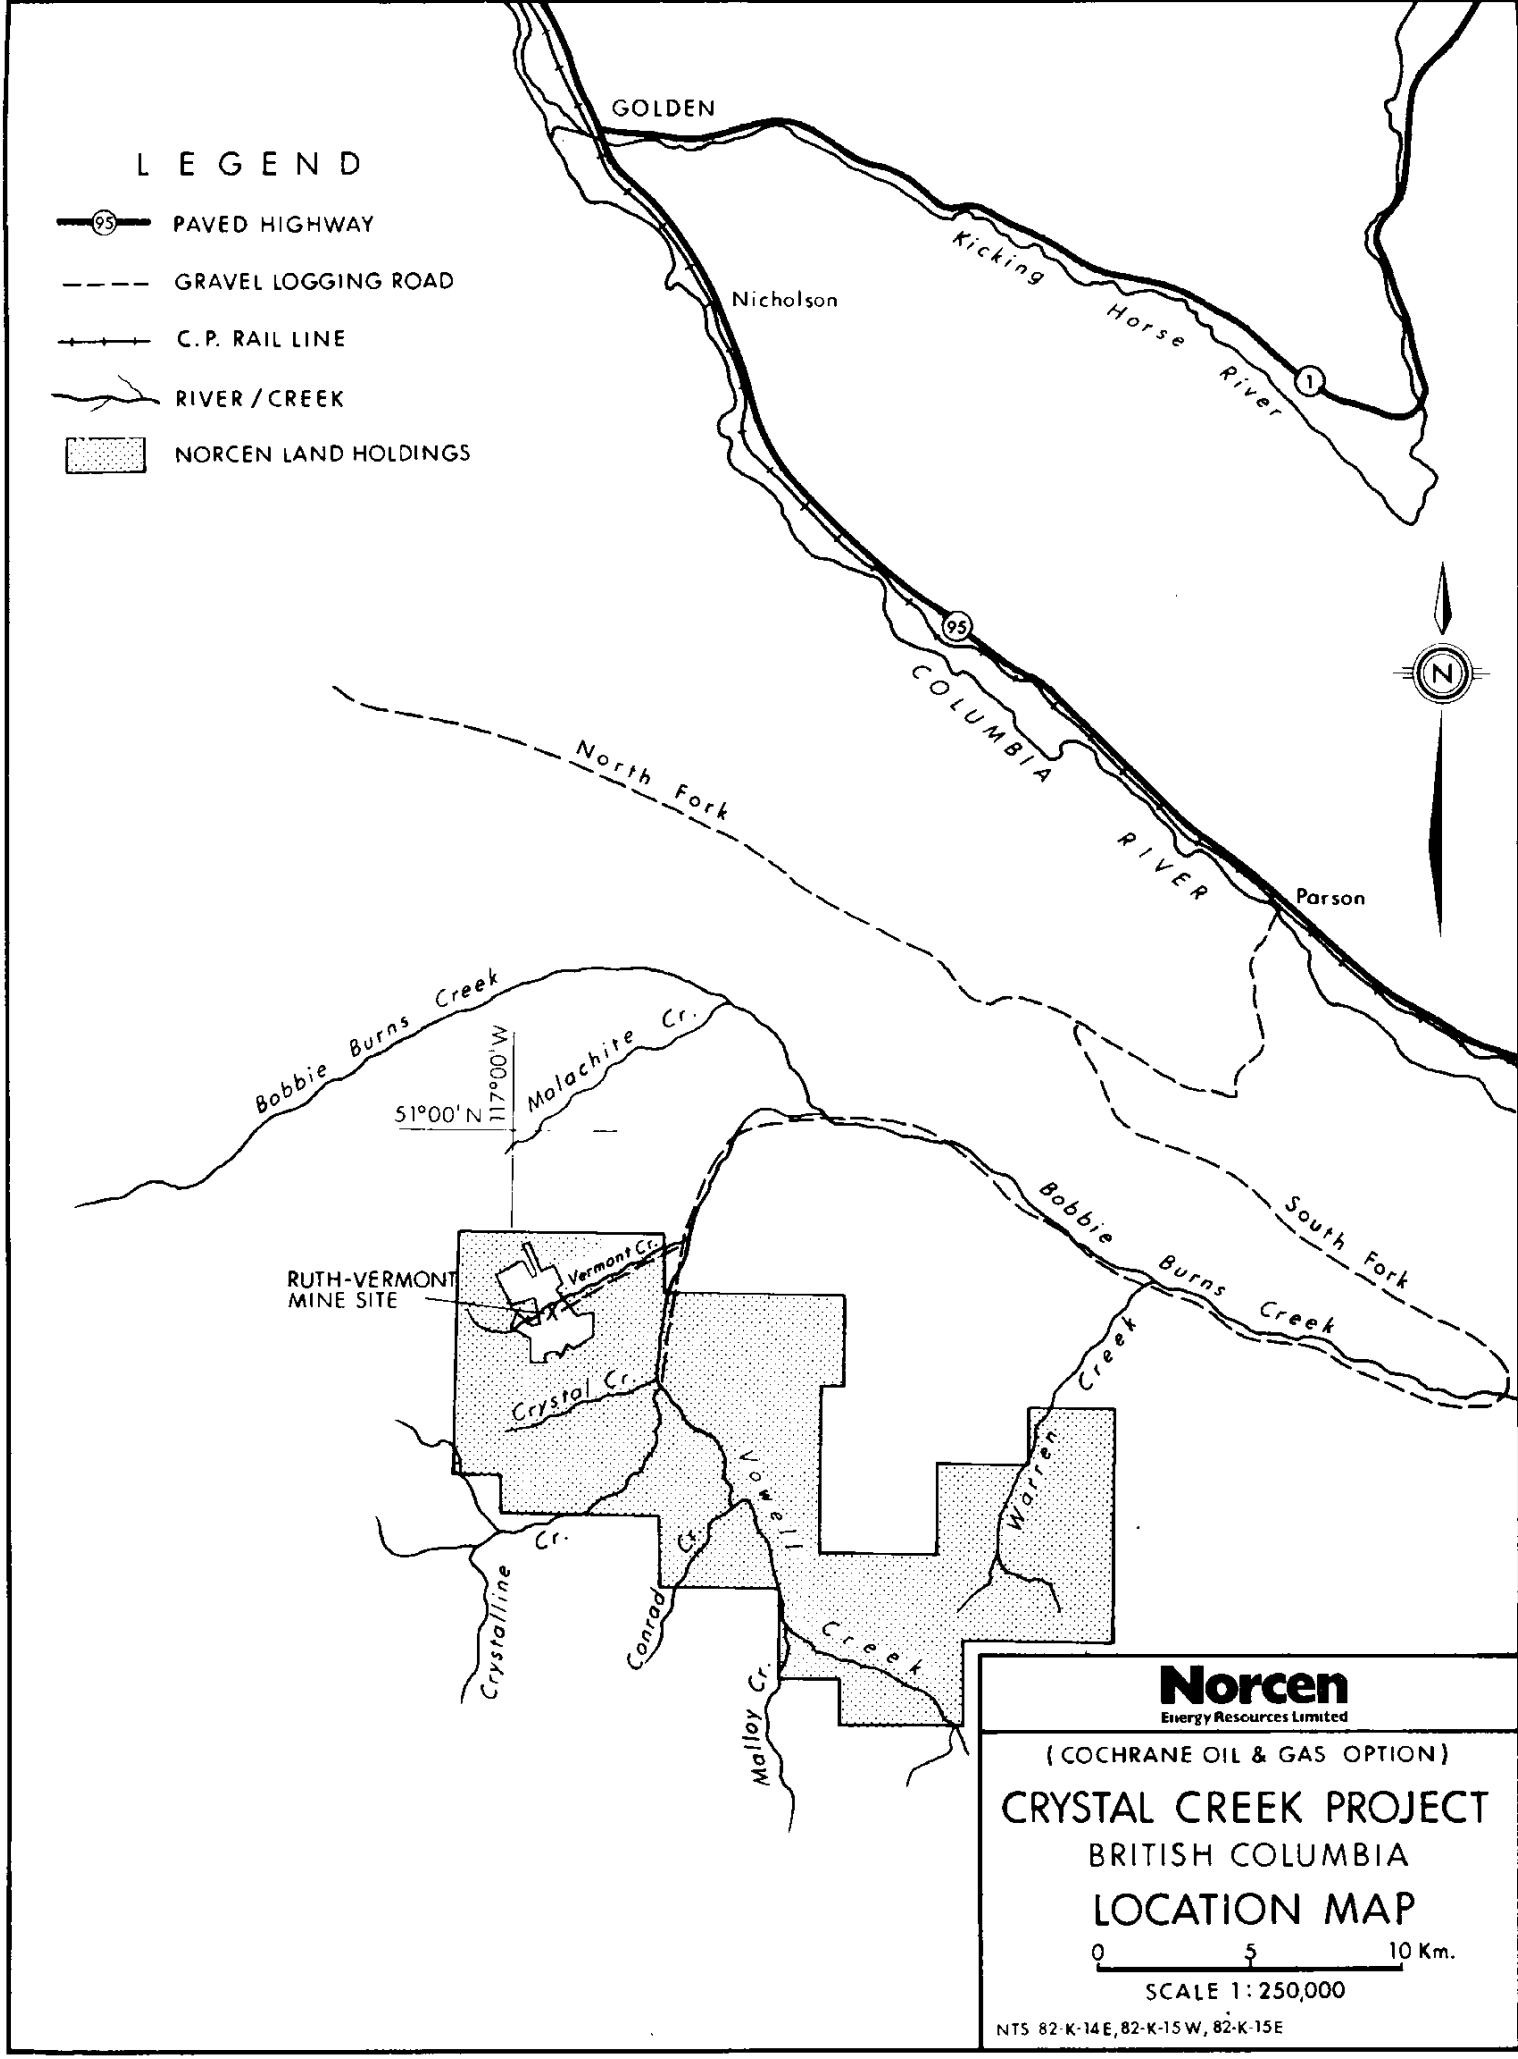 GOLDEN
LEGEND
95 PAVED HIGHWAY
GRAVEL LOGGING ROAD
C.P. RAIL LINE
RIVER / CREEK
NORCEN LAND HOLDINGS
Kicking Horse River
1
Nicholson
95
N
COLUMBIA RIVER
North Fork
Parson
Bobbie Burns Creek
Malachite Cr.
117°00'W
51°00'N
South Fork
Bobbie Burns Creek
Vermont Cr.
RUTH-VERMONT
MINE SITE
Crystal Cr.
Warren Creek
Vowell Creek
Crystalline Cr.
Conrad Cr.
Malloy Cr.
Norcen
Energy Resources Limited
(COCHRANE OIL & GAS OPTION)
CRYSTAL CREEK PROJECT
BRITISH COLUMBIA
LOCATION MAP
0 5 10 Km.
SCALE 1:250,000
NTS 82-K-14E, 82-K-15W, 82-K-15E